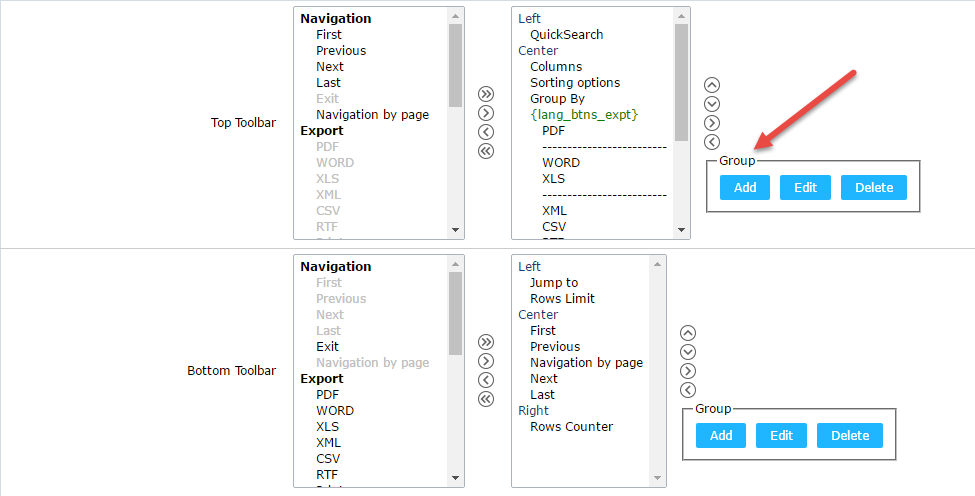 Top Toolbar
Navigation
First
Previous
Next
Last
Exit
Navigation by page
Export
PDF
WORD
XLS
XML
CSV
RTF
Left
QuickSearch
Center
Columns
Sorting options
Group By
{lang_btns_expt}
PDF
--------------------------
WORD
XLS
--------------------------
XML
CSV
RTF
Group
Add Edit Delete
Bottom Toolbar
Navigation
First
Previous
Next
Last
Exit
Navigation by page
Export
PDF
WORD
XLS
XML
CSV
RTF
Left
Jump to
Rows Limit
Center
First
Previous
Navigation by page
Next
Last
Right
Rows Counter
Group
Add Edit Delete